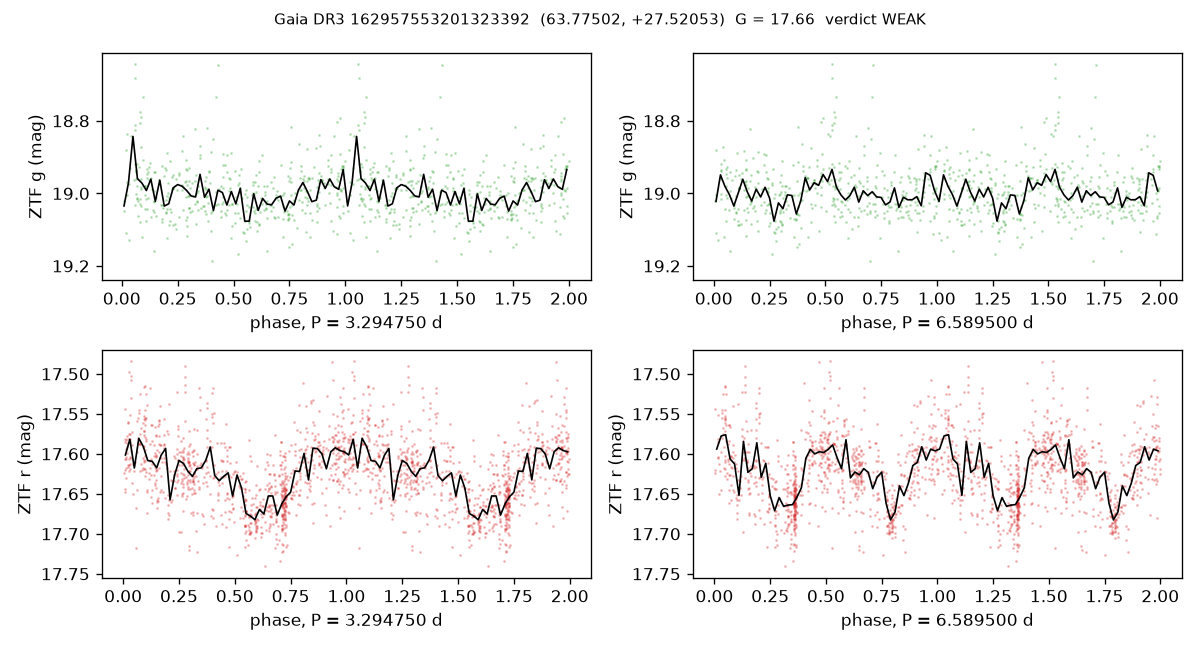 Gaia DR3 162957553201323392 (63.77502, +27.52053) G = 17.66 verdict WEAK
ZTF g (mag)
18.8
19.0
19.2
0.00 0.25 0.50 0.75 1.00 1.25 1.50 1.75 2.00
phase, P = 3.294750 d
ZTF g (mag)
18.8
19.0
19.2
0.00 0.25 0.50 0.75 1.00 1.25 1.50 1.75 2.00
phase, P = 6.589500 d
ZTF r (mag)
17.50
17.55
17.60
17.65
17.70
17.75
0.00 0.25 0.50 0.75 1.00 1.25 1.50 1.75 2.00
phase, P = 3.294750 d
ZTF r (mag)
17.50
17.55
17.60
17.65
17.70
17.75
0.00 0.25 0.50 0.75 1.00 1.25 1.50 1.75 2.00
phase, P = 6.589500 d